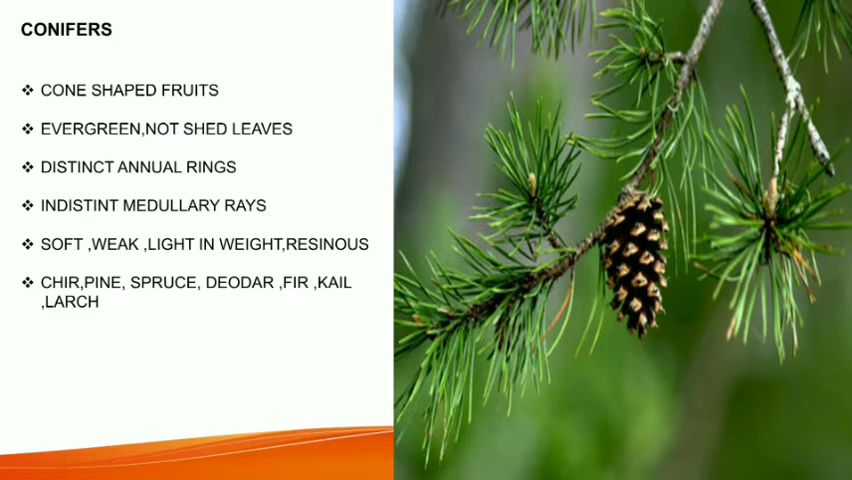 CONIFERS
❖ CONE SHAPED FRUITS
❖ EVERGREEN,NOT SHED LEAVES
❖ DISTINCT ANNUAL RINGS
❖ INDISTINT MEDULLARY RAYS
❖ SOFT ,WEAK ,LIGHT IN WEIGHT,RESINOUS
❖ CHIR,PINE, SPRUCE, DEODAR ,FIR ,KAIL
,LARCH